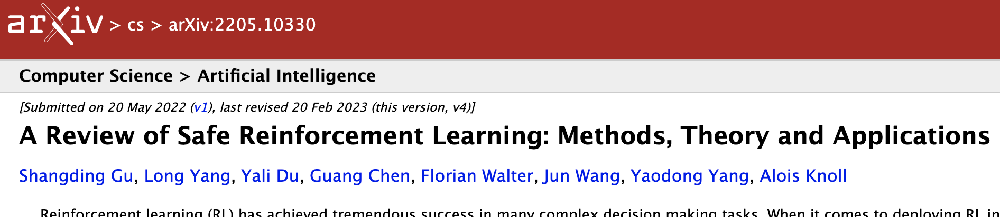 arXiv > cs > arXiv:2205.10330
Computer Science > Artificial Intelligence
[Submitted on 20 May 2022 (v1), last revised 20 Feb 2023 (this version, v4)]
A Review of Safe Reinforcement Learning: Methods, Theory and Applications
Shangding Gu, Long Yang, Yali Du, Guang Chen, Florian Walter, Jun Wang, Yaodong Yang, Alois Knoll
Reinforcement learning (RL) has achieved tremendous success in many complex decision making tasks. When it comes to deploying RL in